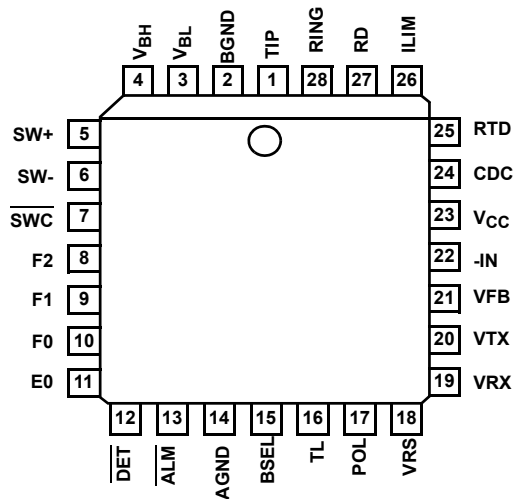 VBH VBL BGND TIP RING RD ILIM
4 3 2 1 28 27 26
SW+ 5 25 RTD
SW- 6 24 CDC
SWC 7 23 VCC
F2 8 22 -IN
F1 9 21 VFB
F0 10 20 VTX
E0 11 19 VRX
12 13 14 15 16 17 18
DET ALM AGND BSEL TL POL VRS